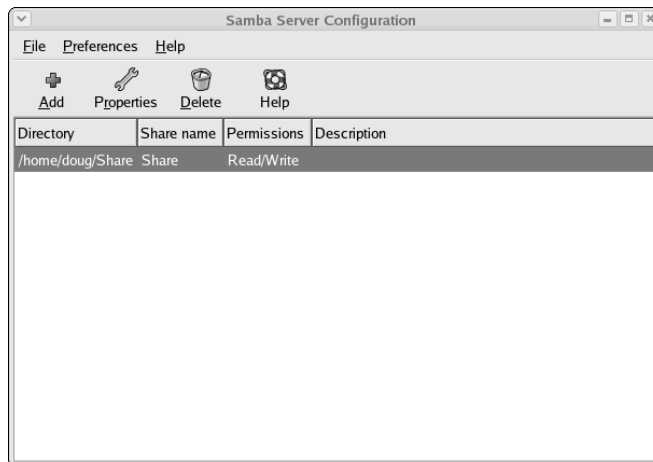 Samba Server Configuration
File Preferences Help
Add Properties Delete Help
Directory Share name Permissions Description
/home/doug/Share Share Read/Write